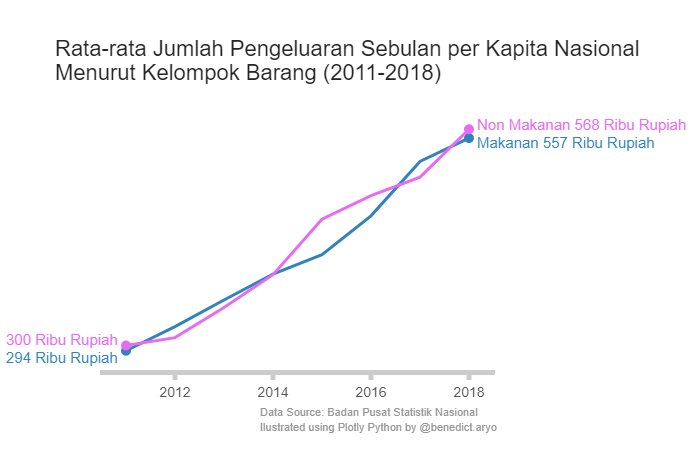 Rata-rata Jumlah Pengeluaran Sebulan per Kapita Nasional
Menurut Kelompok Barang (2011-2018)
Non Makanan 568 Ribu Rupiah
Makanan 557 Ribu Rupiah
300 Ribu Rupiah
294 Ribu Rupiah
2012 2014 2016 2018
Data Source: Badan Pusat Statistik Nasional
Ilustrated using Plotly Python by @benedict.aryo